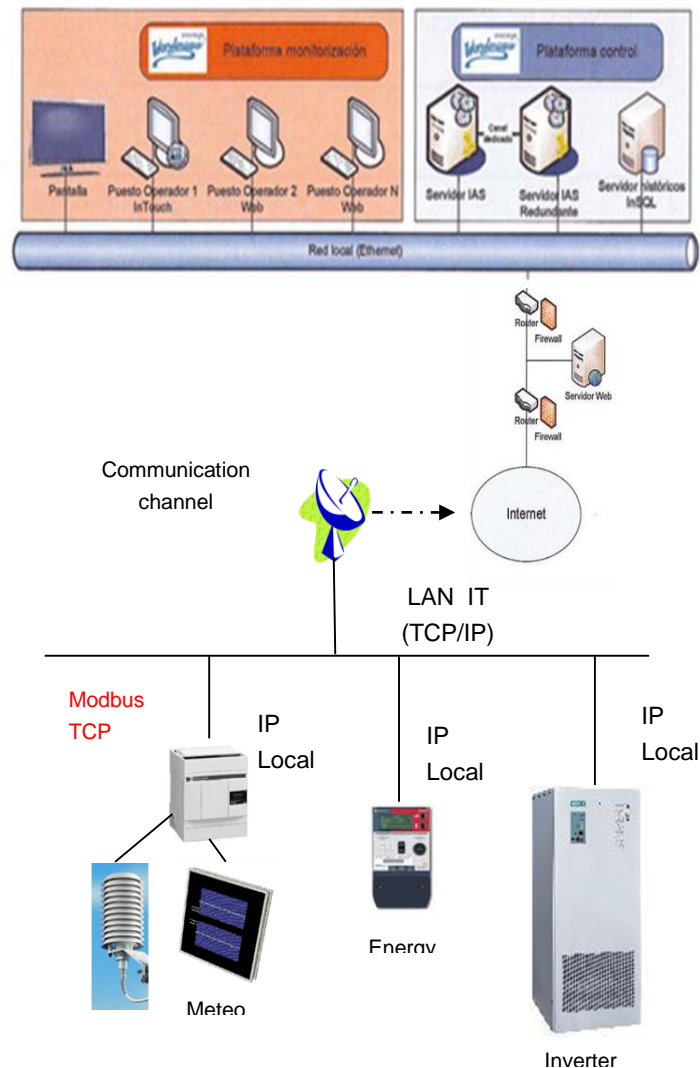 Wonderware
Plataforma monitorización
Wonderware
Plataforma control
Canal
dedicado
Pantalla
Puesto Operador 1
InTouch
Puesto Operador 2
Web
Puesto Operador N
Web
Servidor IAS
Servidor IAS
Redundante
Servidor históricos
InSQL
Red local (Ethernet)
Router
Firewall
Servidor Web
Router
Firewall
Communication
channel
Internet
LAN IT
(TCP/IP)
Modbus
TCP
IP
Local
IP
Local
IP
Local
Energy
Meteo
Inverter